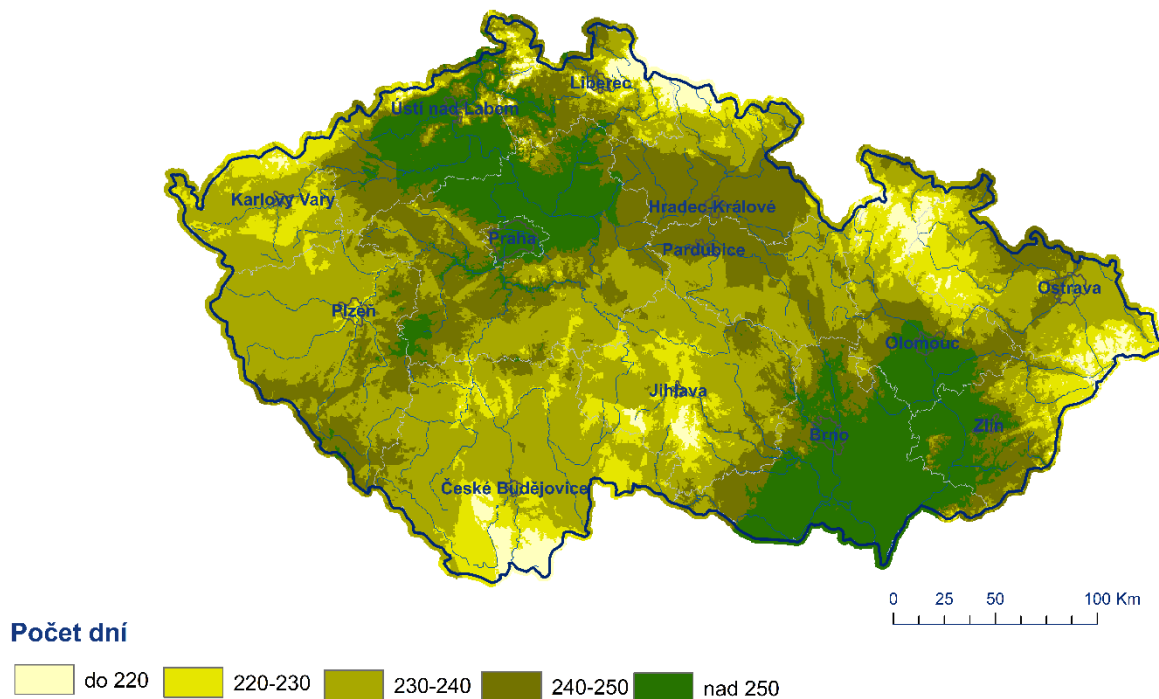 Liberec
Ústí nad Labem
Karlovy Vary
Hradec-Králové
Praha
Pardubice
Ostrava
Plzeň
Olomouc
Jihlava
Brno
Zlín
České Budějovice
0 25 50 100 Km
Počet dní
do 220 220-230 230-240 240-250 nad 250